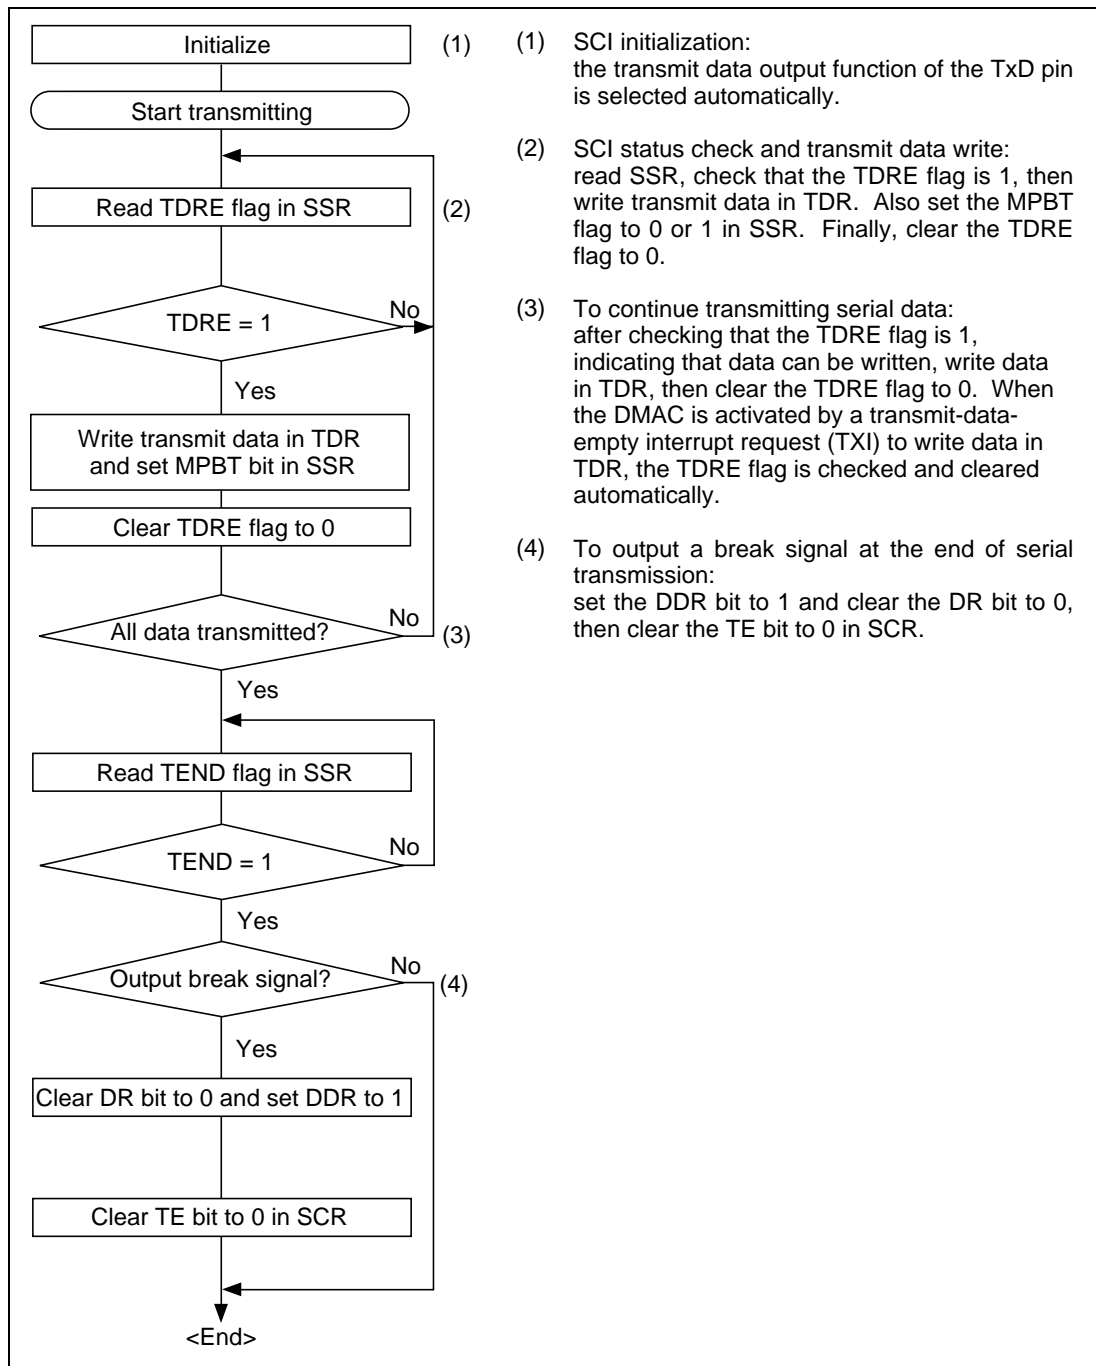 Initialize
(1)
Start transmitting
Read TDRE flag in SSR
(2)
TDRE = 1
No
Yes
Write transmit data in TDR
and set MPBT bit in SSR
Clear TDRE flag to 0
All data transmitted?
No
(3)
Yes
Read TEND flag in SSR
TEND = 1
No
Yes
Output break signal?
No
(4)
Yes
Clear DR bit to 0 and set DDR to 1
Clear TE bit to 0 in SCR
<End>
(1) SCI initialization:
the transmit data output function of the TxD pin
is selected automatically.
(2) SCI status check and transmit data write:
read SSR, check that the TDRE flag is 1, then
write transmit data in TDR. Also set the MPBT
flag to 0 or 1 in SSR. Finally, clear the TDRE
flag to 0.
(3) To continue transmitting serial data:
after checking that the TDRE flag is 1,
indicating that data can be written, write data
in TDR, then clear the TDRE flag to 0. When
the DMAC is activated by a transmit-data-
empty interrupt request (TXI) to write data in
TDR, the TDRE flag is checked and cleared
automatically.
(4) To output a break signal at the end of serial
transmission:
set the DDR bit to 1 and clear the DR bit to 0,
then clear the TE bit to 0 in SCR.